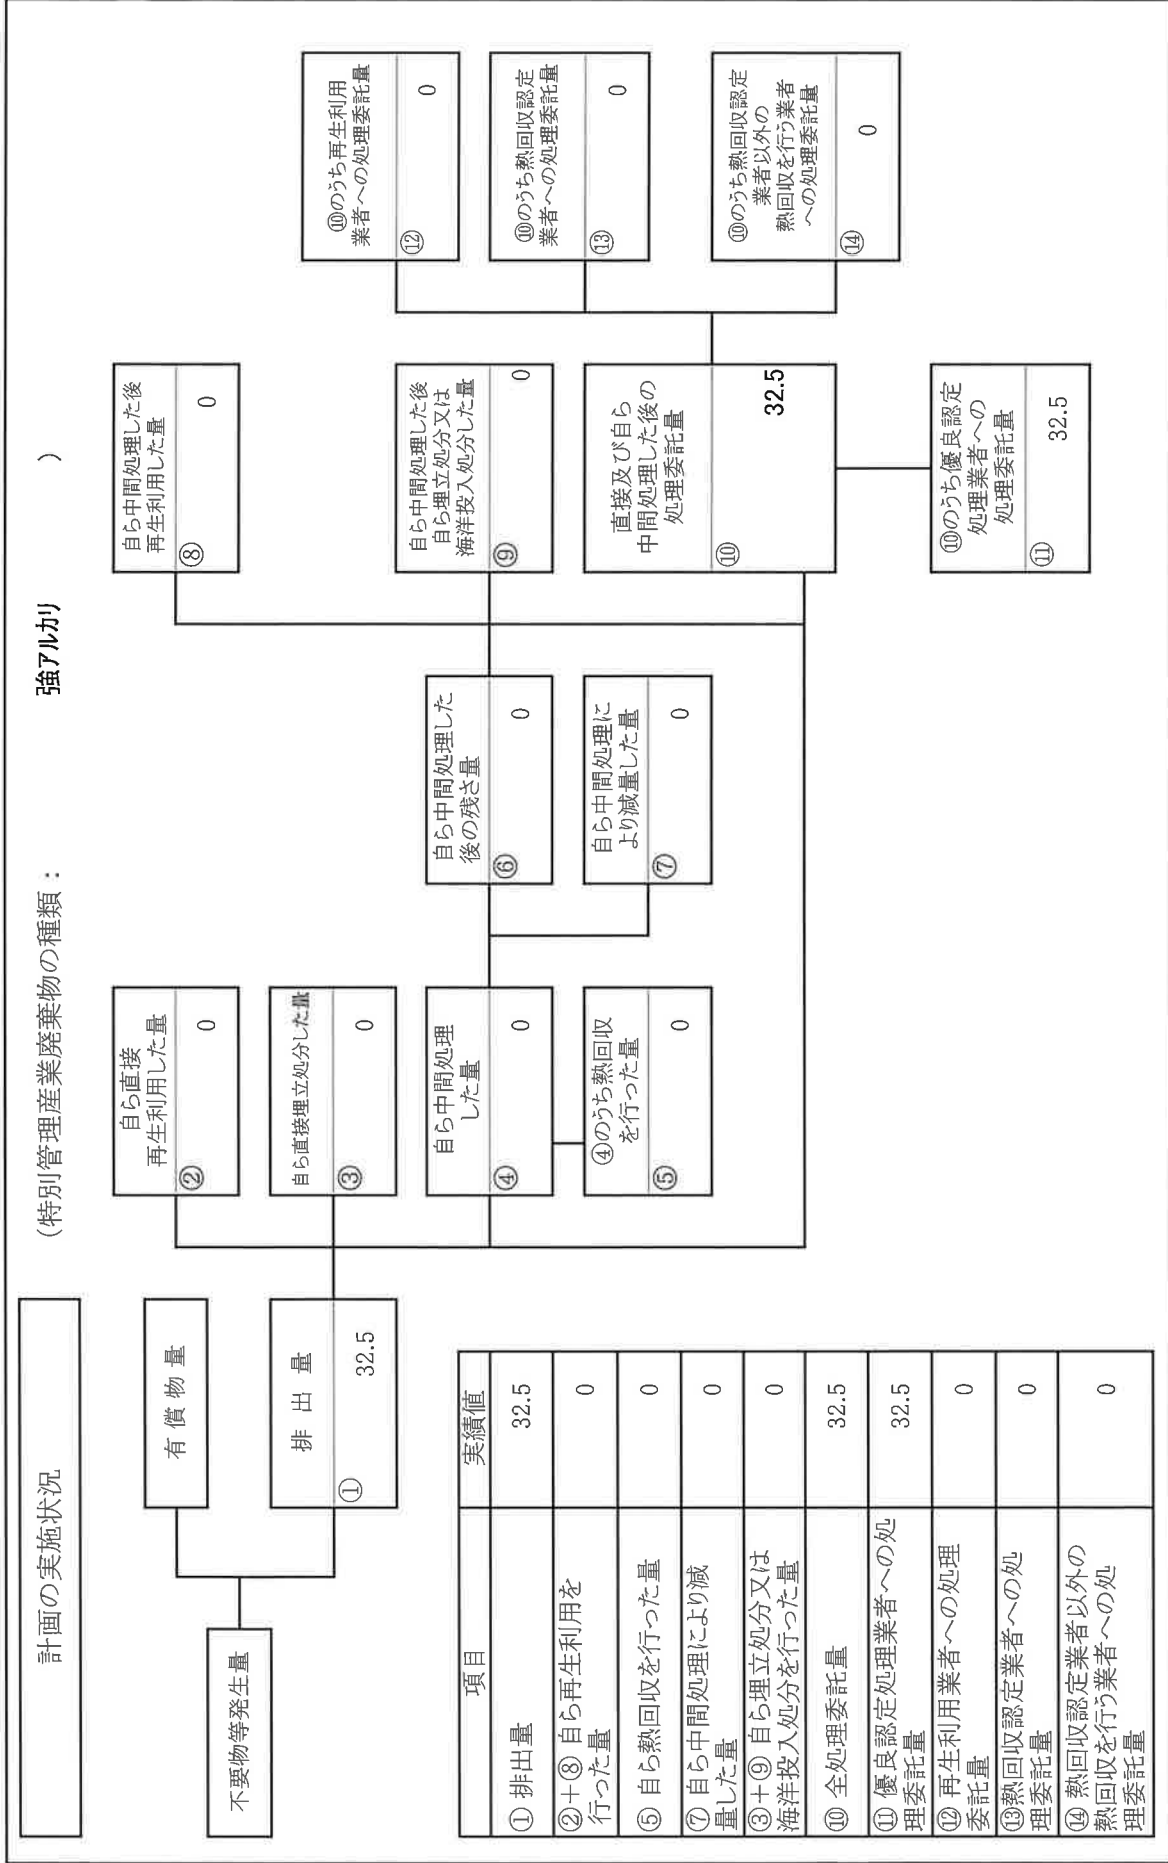 計画の実施状況
(特別管理産業廃棄物の種類：　強アルカリ　)
不要物等発生量
有償物量
排出量
① 32.5
自ら直接
再生利用した量
② 0
自ら直接埋立処分した量
③ 0
自ら中間処理
した量
④ 0
④のうち熱回収
を行った量
⑤ 0
自ら中間処理した
後の残さ量
⑥ 0
自ら中間処理に
より減量した量
⑦ 0
自ら中間処理した後
再生利用した量
⑧ 0
自ら中間処理した後
自ら埋立処分又は
海洋投入処分した量
⑨ 0
直接及び自ら
中間処理した後の
処理委託量
⑩ 32.5
⑩のうち優良認定
処理業者への
処理委託量
⑪ 32.5
⑩のうち再生利用
業者への処理委託量
⑫ 0
⑩のうち熱回収認定
業者への処理委託量
⑬ 0
⑩のうち熱回収認定
業者以外の
熱回収を行う業者
への処理委託量
⑭ 0
項目 実績値
① 排出量 32.5
②＋⑧ 自ら再生利用を
行った量 0
⑤ 自ら熱回収を行った量 0
⑦ 自ら中間処理により減
量した量 0
③＋⑨ 自ら埋立処分又は
海洋投入処分を行った量 0
⑩ 全処理委託量 32.5
⑪ 優良認定処理業者への処
理委託量 32.5
⑫ 再生利用業者への処理
委託量 0
⑬熱回収認定業者への処
理委託量 0
⑭ 熱回収認定業者以外の
熱回収を行う業者への処
理委託量 0